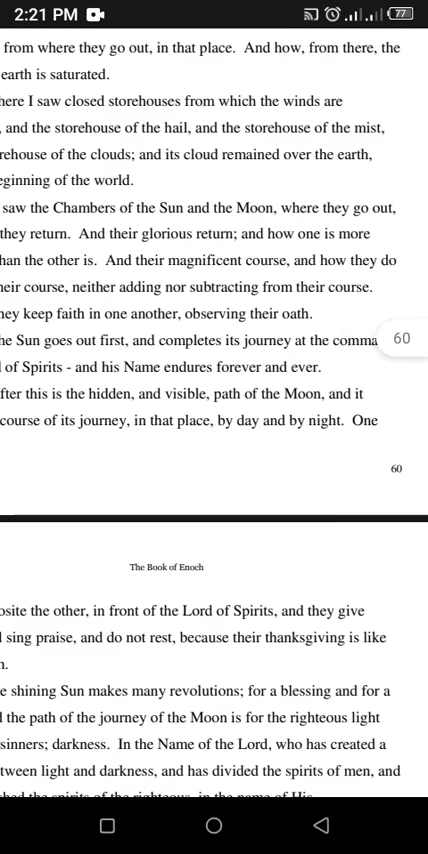 2:21 PM
77
from where they go out, in that place.  And how, from there, the
earth is saturated.
here I saw closed storehouses from which the winds are
, and the storehouse of the hail, and the storehouse of the mist,
rehouse of the clouds; and its cloud remained over the earth,
eginning of the world.
saw the Chambers of the Sun and the Moon, where they go out,
they return.  And their glorious return; and how one is more
han the other is.  And their magnificent course, and how they do
heir course, neither adding nor subtracting from their course.
hey keep faith in one another, observing their oath.
he Sun goes out first, and completes its journey at the comma
60
l of Spirits - and his Name endures forever and ever.
fter this is the hidden, and visible, path of the Moon, and it
course of its journey, in that place, by day and by night.  One
60
The Book of Enoch
osite the other, in front of the Lord of Spirits, and they give
l sing praise, and do not rest, because their thanksgiving is like
n.
e shining Sun makes many revolutions; for a blessing and for a
l the path of the journey of the Moon is for the righteous light
sinners; darkness.  In the Name of the Lord, who has created a
tween light and darkness, and has divided the spirits of men, and
hed the spirits of the righteous, in the name of His